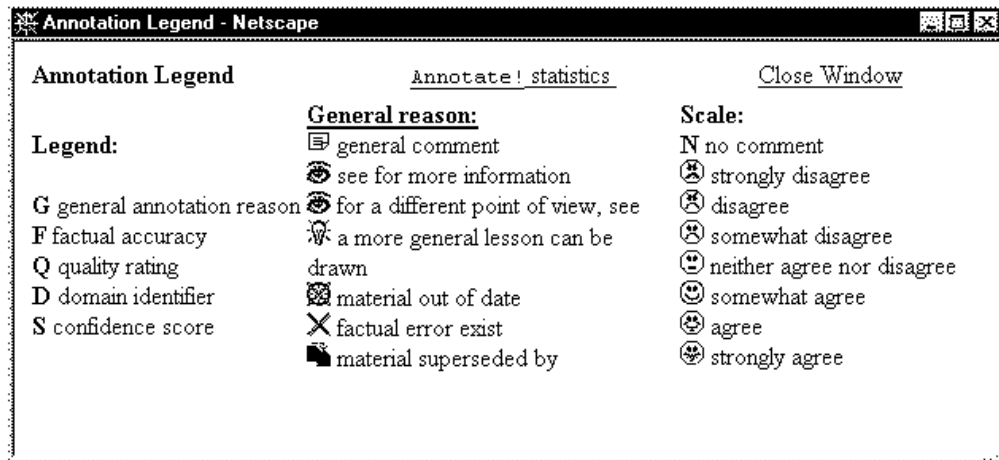 Annotation Legend - Netscape
Annotation Legend
Annotate! statistics
Close Window
Legend:
G general annotation reason
F factual accuracy
Q quality rating
D domain identifier
S confidence score
General reason:
general comment
see for more information
for a different point of view, see
a more general lesson can be
drawn
material out of date
factual error exist
material superseded by
Scale:
N no comment
strongly disagree
disagree
somewhat disagree
neither agree nor disagree
somewhat agree
agree
strongly agree